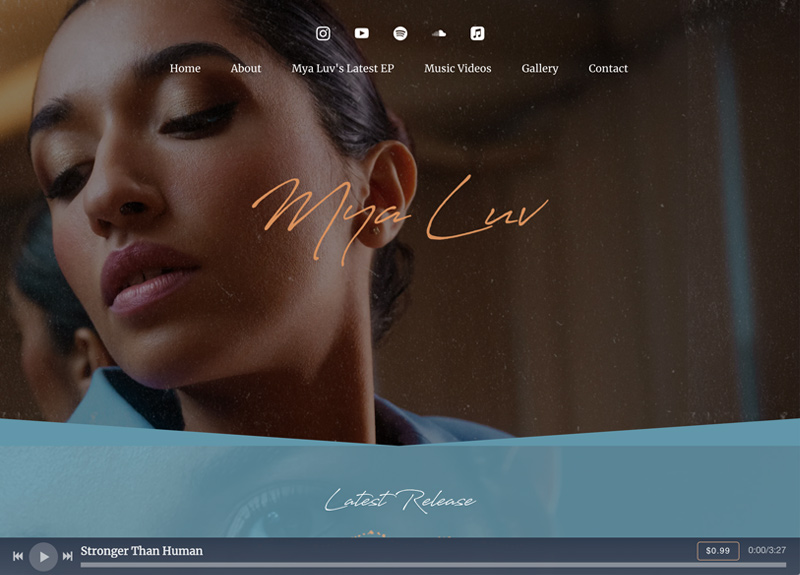 Home About Mya Luv's Latest EP Music Videos Gallery Contact
Mya Luv
Latest Release
Stronger Than Human $0.99 0:00/3:27